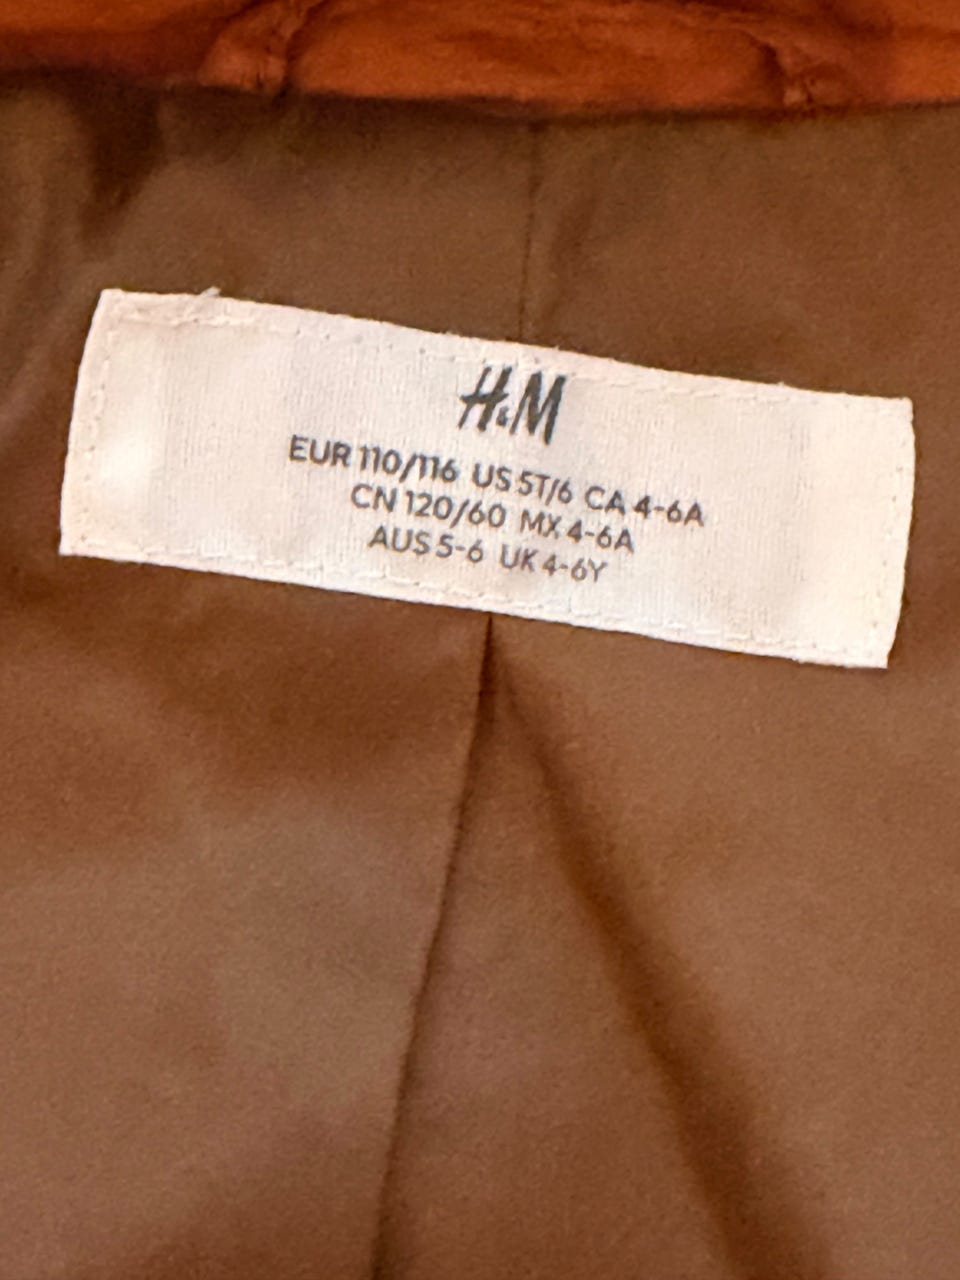 H&M
EUR 110/116 US 5T/6 CA 4-6A
CN 120/60 MX 4-6A
AUS 5-6 UK 4-6Y